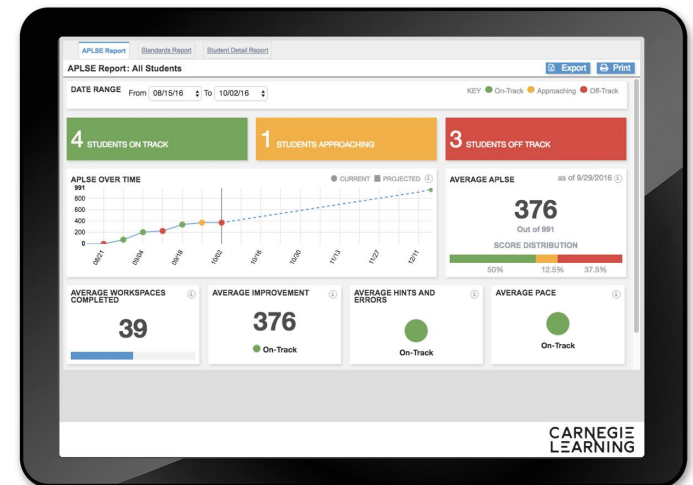 APLSE Report Standards Report Student Detail Report
APLSE Report: All Students Export Print
DATE RANGE From 08/15/16 To 10/02/16 KEY On-Track Approaching Off-Track
4 STUDENTS ON TRACK
1 STUDENTS APPROACHING
3 STUDENTS OFF TRACK
APLSE OVER TIME CURRENT PROJECTED
991
800
600
400
200
0
08/21 09/04 09/18 10/02 10/16 10/30 11/13 11/27 12/11
AVERAGE APLSE as of 9/29/2016
376
Out of 991
SCORE DISTRIBUTION
50% 12.5% 37.5%
AVERAGE WORKSPACES
COMPLETED
39
AVERAGE IMPROVEMENT
376
On-Track
AVERAGE HINTS AND
ERRORS
On-Track
AVERAGE PACE
On-Track
CARNEGIE
LEARNING